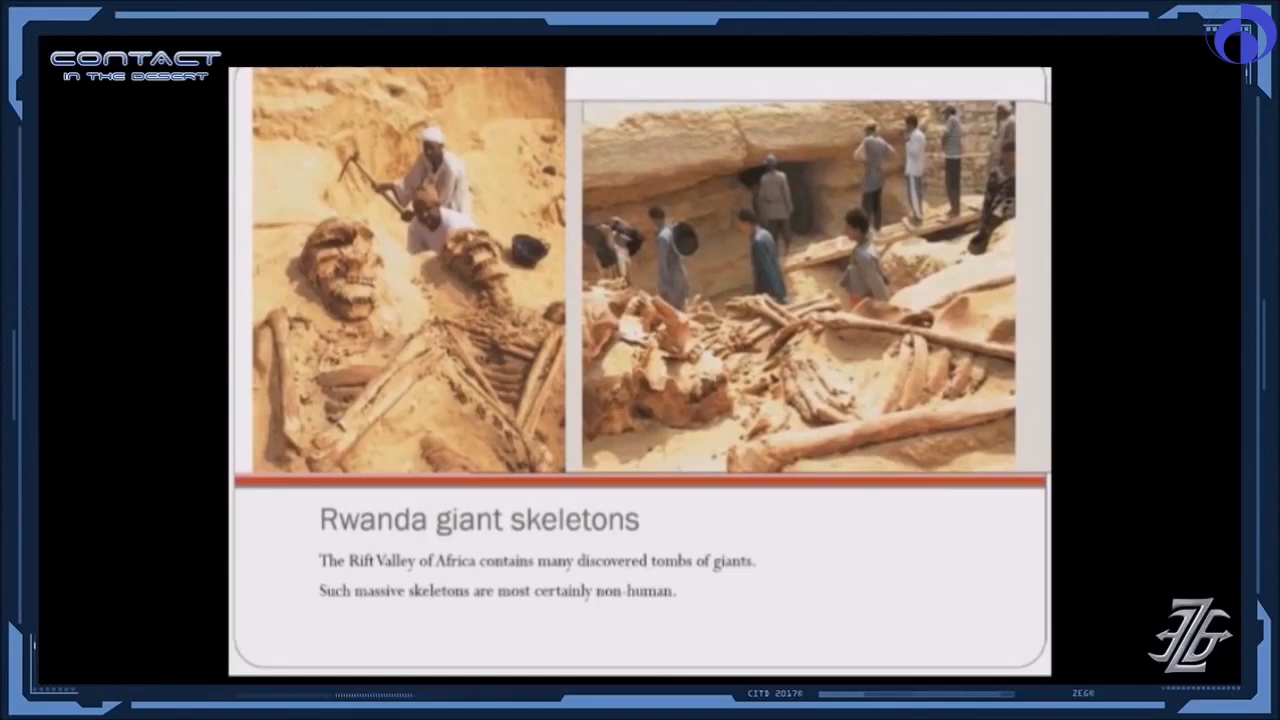 CONTACT
IN THE DESERT
Rwanda giant skeletons
The Rift Valley of Africa contains many discovered tombs of giants.
Such massive skeletons are most certainly non-human.
CITD 2017©
ZEG©